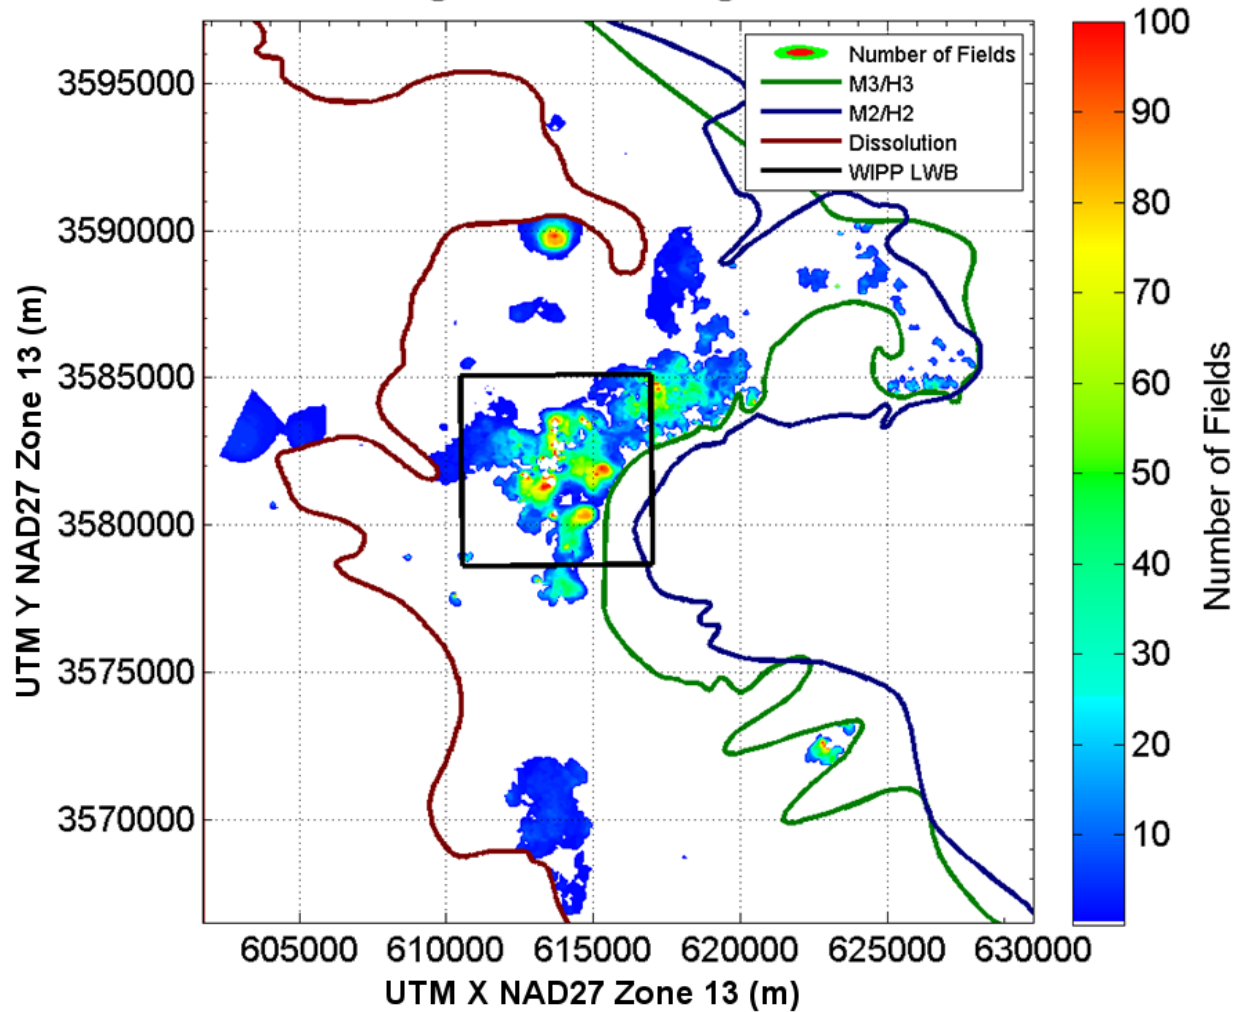 Number of Fields
M3/H3
M2/H2
Dissolution
WIPP LWB
3595000
3590000
3585000
3580000
3575000
3570000
UTM Y NAD27 Zone 13 (m)
605000 610000 615000 620000 625000 630000
UTM X NAD27 Zone 13 (m)
100
90
80
70
60
50
40
30
20
10
Number of Fields